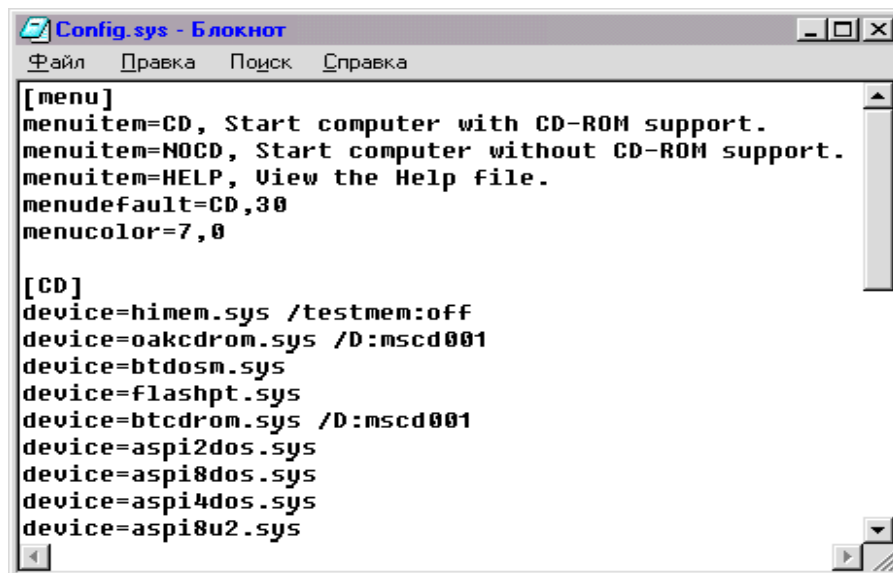 Config.sys - Блокнот
Файл Правка Поиск Справка
[menu]
menuitem=CD, Start computer with CD-ROM support.
menuitem=NOCD, Start computer without CD-ROM support.
menuitem=HELP, View the Help file.
menudefault=CD,30
menucolor=7,0
[CD]
device=himem.sys /testmem:off
device=oakcdrom.sys /D:mscd001
device=btdosm.sys
device=flashpt.sys
device=btcdrom.sys /D:mscd001
device=aspi2dos.sys
device=aspi8dos.sys
device=aspi4dos.sys
device=aspi8u2.sys